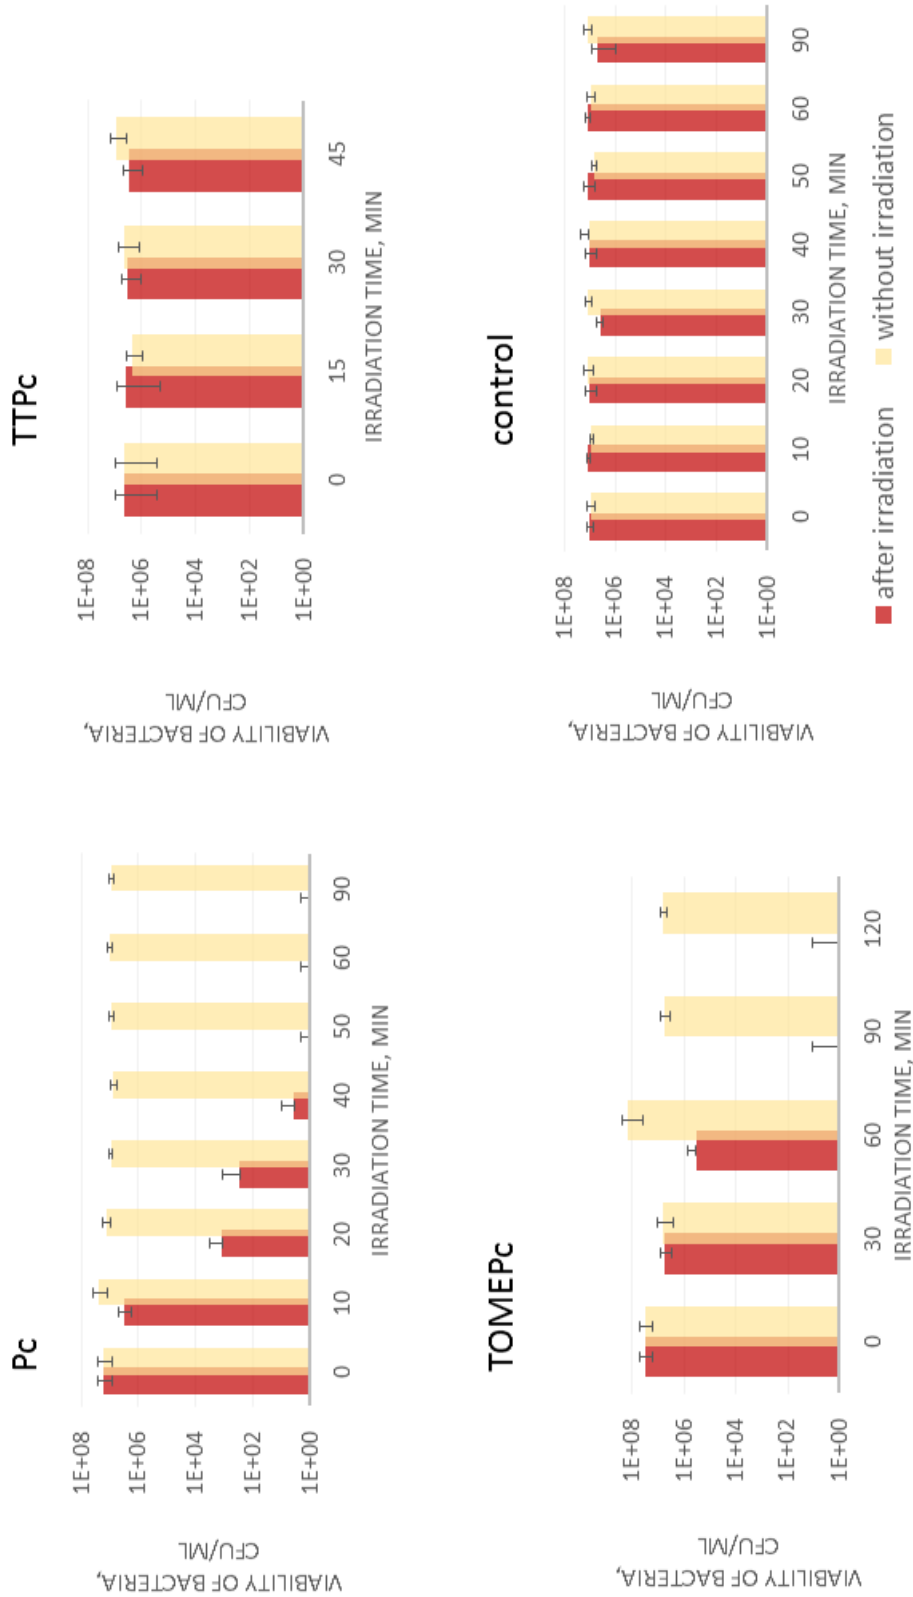 Pc
VIABILITY OF BACTERIA,
CFU/ML
1E+08
1E+06
1E+04
1E+02
1E+00
0 10 20 30 40 50 60 90
IRRADIATION TIME, MIN
TTPc
VIABILITY OF BACTERIA,
CFU/ML
1E+08
1E+06
1E+04
1E+02
1E+00
0 15 30 45
IRRADIATION TIME, MIN
TOMEPc
VIABILITY OF BACTERIA,
CFU/ML
1E+08
1E+06
1E+04
1E+02
1E+00
0 30 60 90 120
IRRADIATION TIME, MIN
control
VIABILITY OF BACTERIA,
CFU/ML
1E+08
1E+06
1E+04
1E+02
1E+00
0 10 20 30 40 50 60 90
IRRADIATION TIME, MIN
after irradiation without irradiation